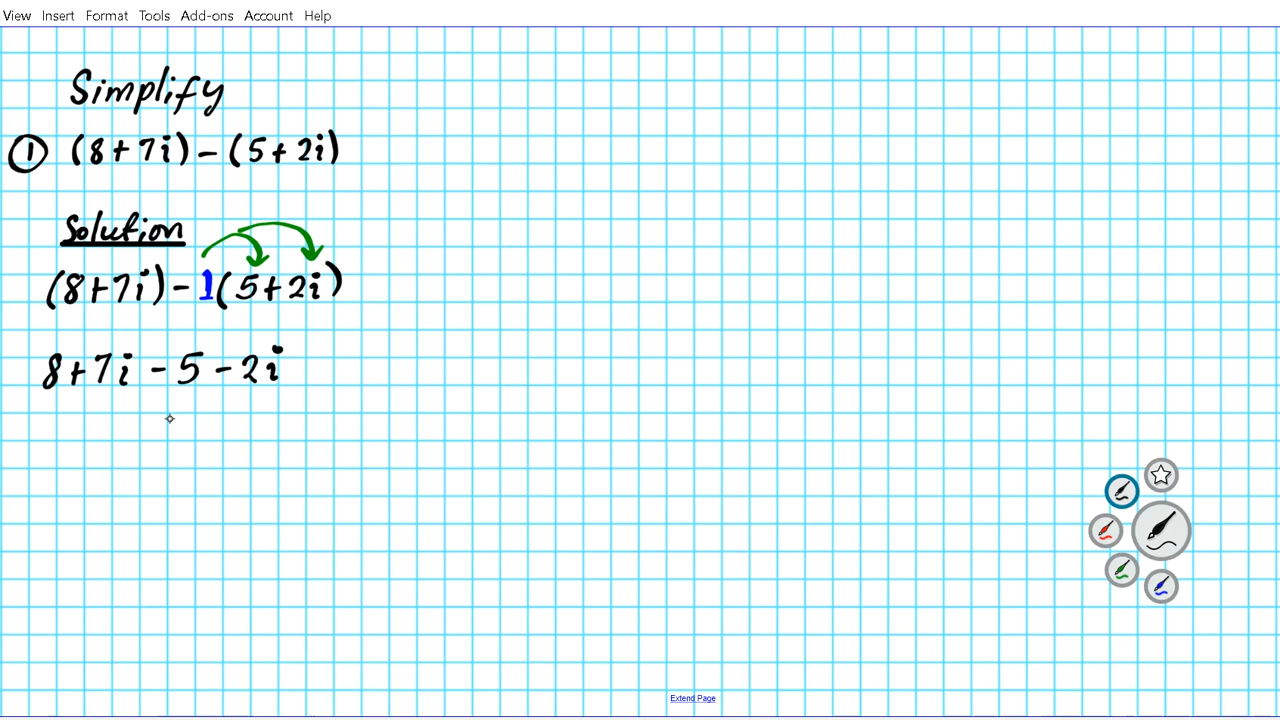 View Insert Format Tools Add-ons Account Help
Simplify
① (8+7i)-(5+2i)
Solution
(8+7i)-1(5+2i)
8+7i-5-2i
Extend Page